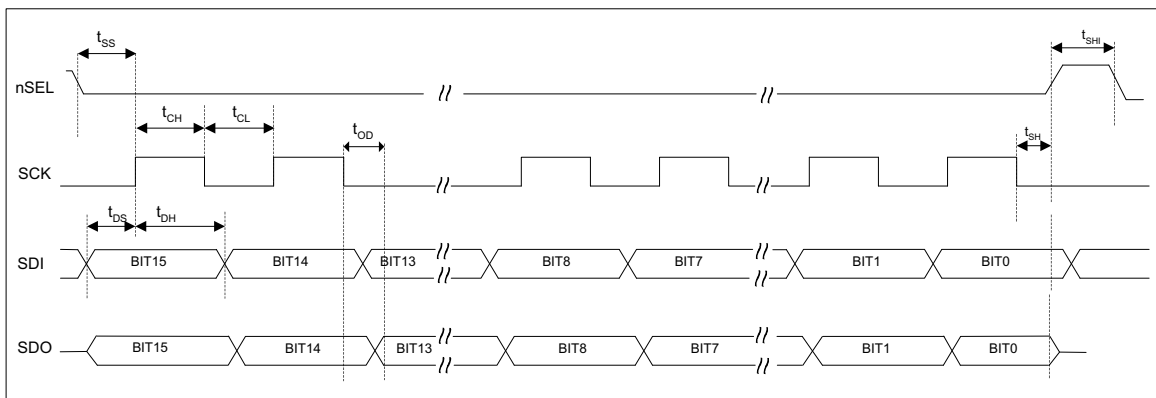 tSS
tSHI
nSEL
tCH tCL
tOD
tSH
SCK
tDS tDH
SDI BIT15 BIT14 BIT13 BIT8 BIT7 BIT1 BIT0
SDO BIT15 BIT14 BIT13 BIT8 BIT7 BIT1 BIT0